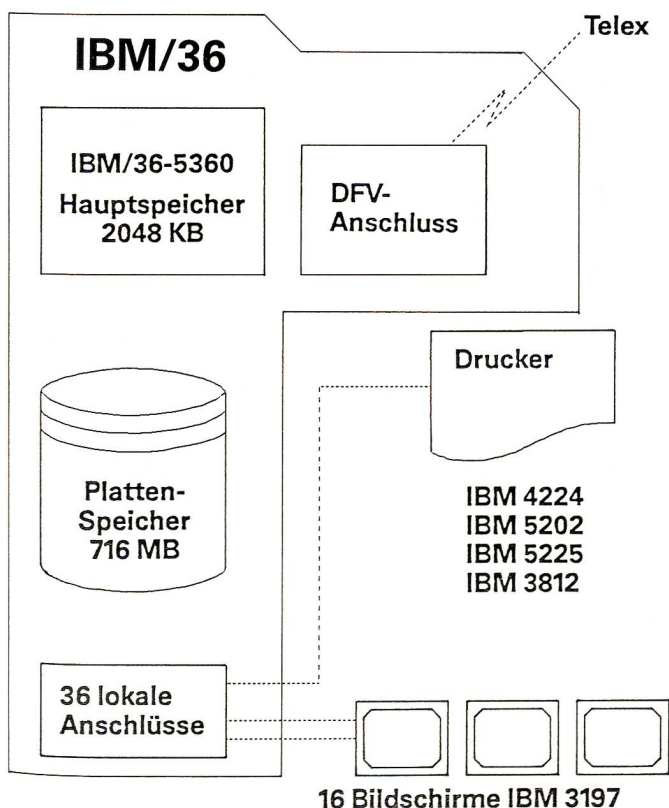 Telex
IBM/36
IBM/36-5360
Hauptspeicher
2048 KB
DFV-
Anschluss
Drucker
Platten-
Speicher
716 MB
IBM 4224
IBM 5202
IBM 5225
IBM 3812
36 lokale
Anschlüsse
16 Bildschirme IBM 3197